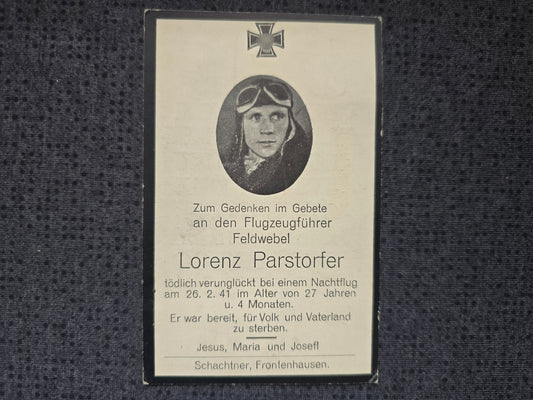 Zum Gedenken im Gebete
an den Flugzeugführer
Feldwebel
Lorenz Parstorfer
tödlich verunglückt bei einem Nachtflug
am 26. 2. 41 im Alter von 27 Jahren
u. 4 Monaten.
Er war bereit, für Volk und Vaterland
zu sterben.
Jesus, Maria und Josef!
Schachtner, Frontenhausen.